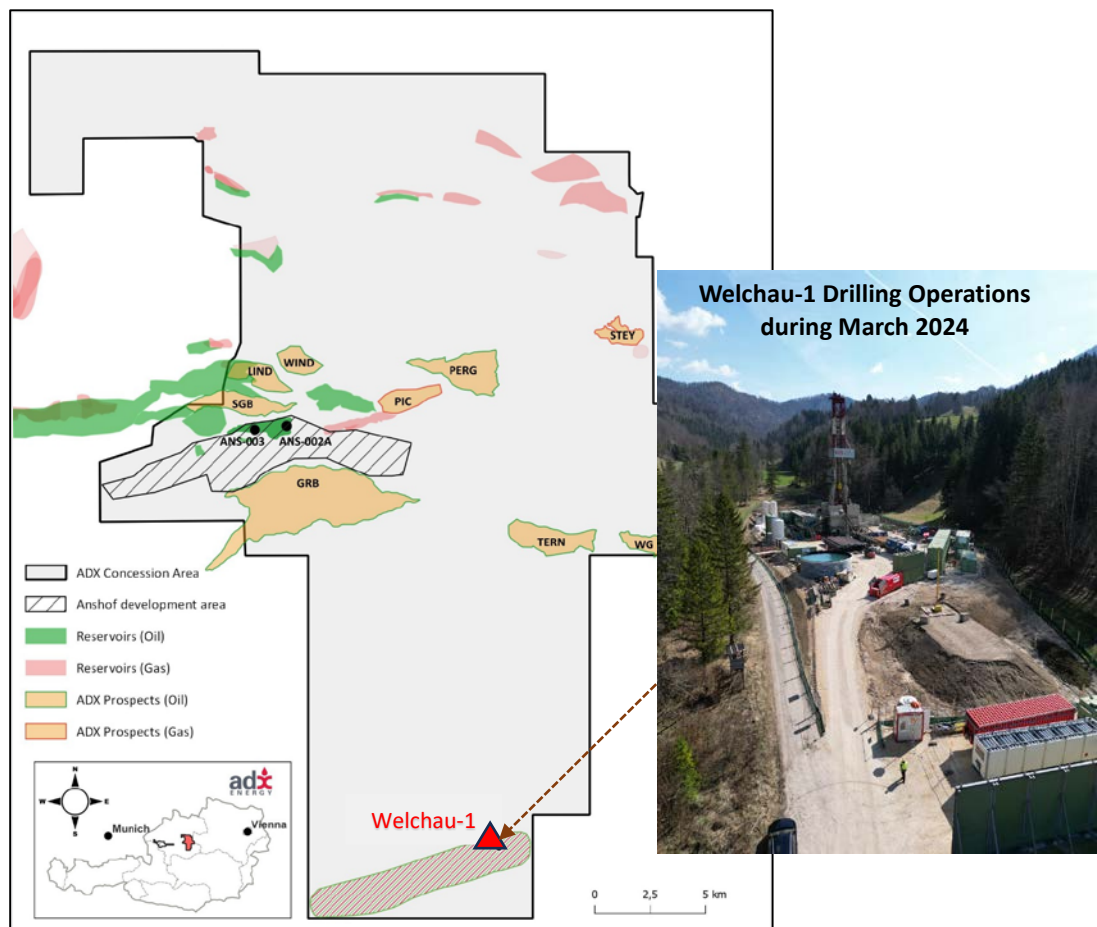 Welchau-1 Drilling Operations
during March 2024
STEY
WIND
LIND
PERG
SGB
PIC
ANS-003
ANS-002A
GRB
TERN
WG
ADX Concession Area
Anshof development area
Reservoirs (Oil)
Reservoirs (Gas)
ADX Prospects (Oil)
ADX Prospects (Gas)
N
W
E
S
adx
ENERGY
Munich
Vienna
Welchau-1
0 2,5 5 km